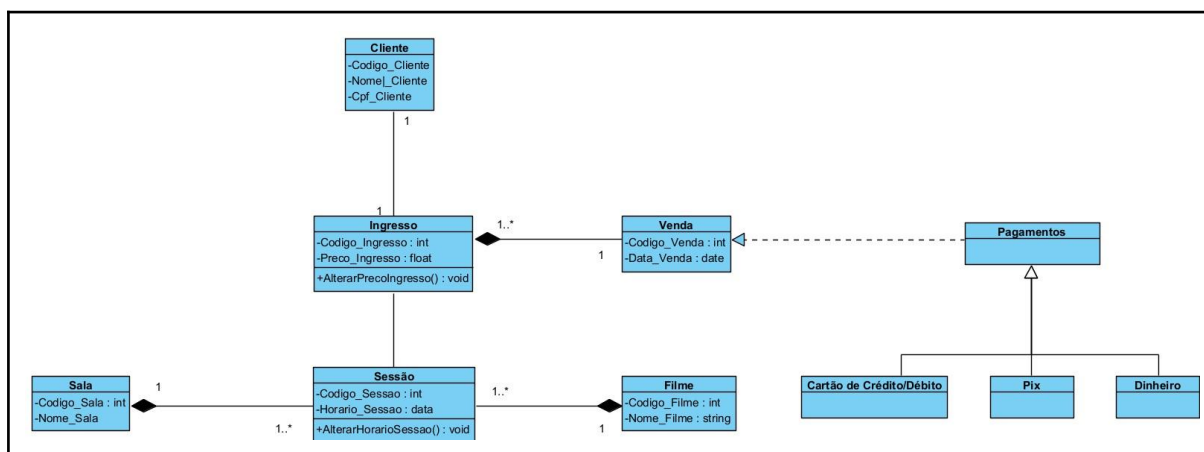 Cliente
-Codigo_Cliente
-Nome|_Cliente
-Cpf_Cliente
1
1
Ingresso
-Codigo_Ingresso : int
-Preco_Ingresso : float
+AlterarPrecoIngresso() : void
1..*
1
Venda
-Codigo_Venda : int
-Data_Venda : date
Pagamentos
Sala
-Codigo_Sala : int
-Nome_Sala
1
1..*
Sessão
-Codigo_Sessao : int
-Horario_Sessao : data
+AlterarHorarioSessao() : void
1..*
1
Filme
-Codigo_Filme : int
-Nome_Filme : string
Cartão de Crédito/Débito
Pix
Dinheiro